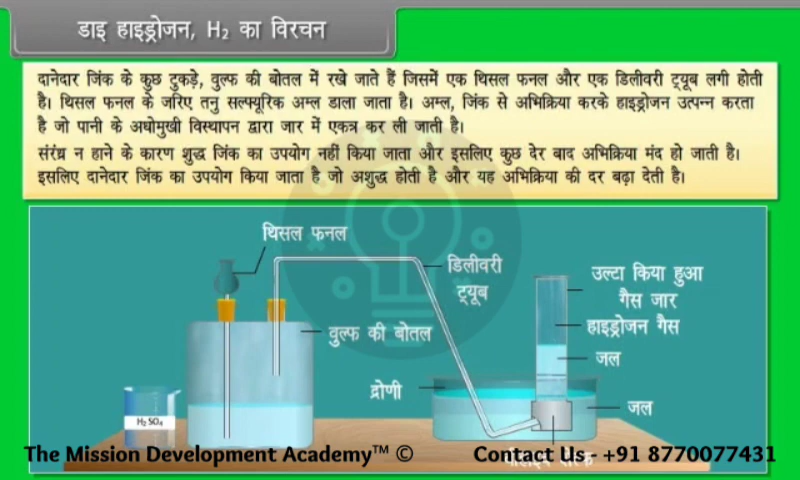 डाइ हाइड्रोजन, H₂ का विरचन
दानेदार जिंक के कुछ टुकड़े, वुल्फ की बोतल में रखे जाते हैं जिसमें एक थिसल फनल और एक डिलीवरी ट्यूब लगी होती
है। थिसल फनल के जरिए तनु सल्फ्यूरिक अम्ल डाला जाता है। अम्ल, जिंक से अभिक्रिया करके हाइड्रोजन उत्पन्न करता
है जो पानी के अधोमुखी विस्थापन द्वारा जार में एकत्र कर ली जाती है।
संरंध्र न हाने के कारण शुद्ध जिंक का उपयोग नहीं किया जाता और इसलिए कुछ देर बाद अभिक्रिया मंद हो जाती है।
इसलिए दानेदार जिंक का उपयोग किया जाता है जो अशुद्ध होती है और यह अभिक्रिया की दर बढ़ा देती है।
थिसल फनल
डिलीवरी
ट्यूब
उल्टा किया हुआ
गैस जार
हाइड्रोजन गैस
वुल्फ की बोतल
जल
द्रोणी
जल
H₂ SO₄
The Mission Development Academy™ ©
Contact Us - +91 8770077431